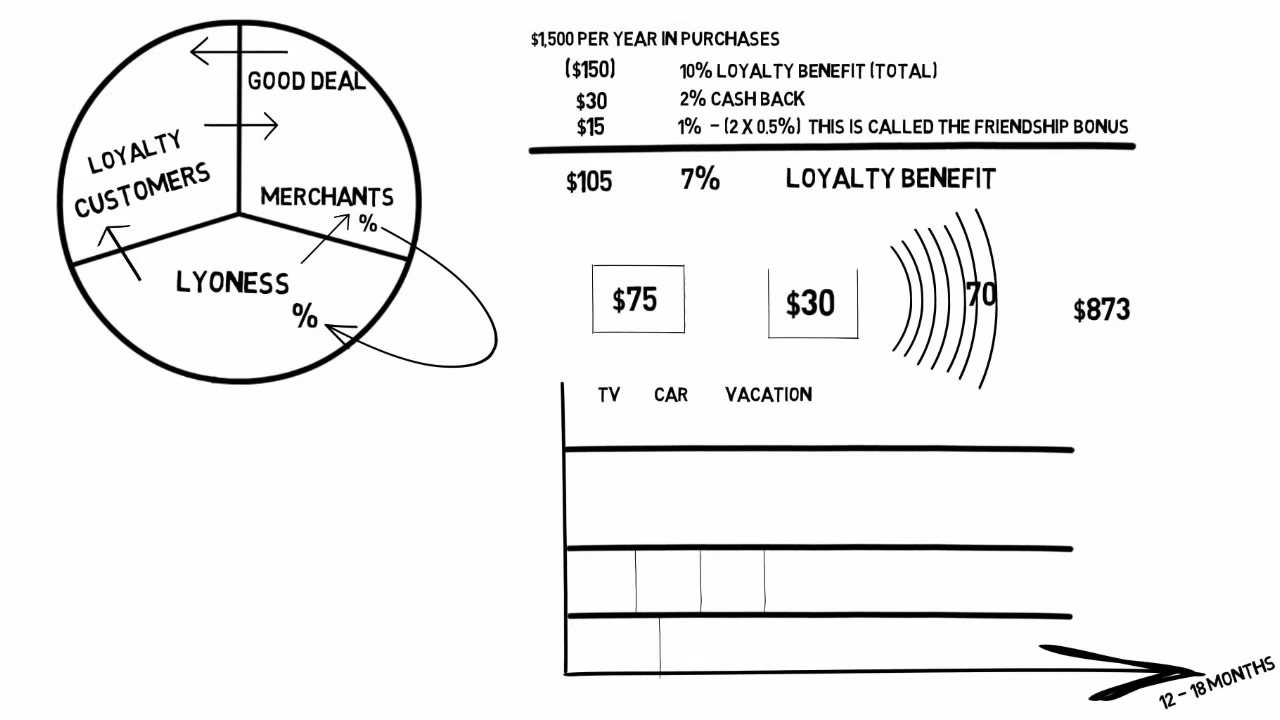 GOOD DEAL
LOYALTY
CUSTOMERS
MERCHANTS
%
LYONESS
%
$1,500 PER YEAR IN PURCHASES
($150) 10% LOYALTY BENEFIT (TOTAL)
$30 2% CASH BACK
$15 1% - (2 X 0.5%) THIS IS CALLED THE FRIENDSHIP BONUS
$105 7% LOYALTY BENEFIT
$75 $30 70 $873
TV CAR VACATION
12 - 18 MONTHS